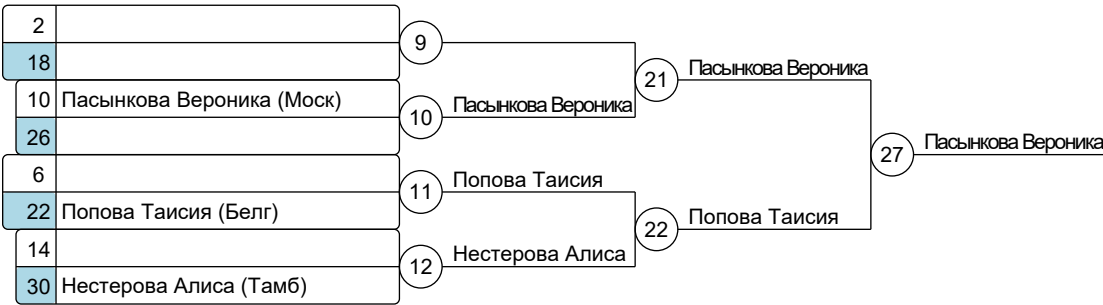 2
9
18
21
Пасынкова Вероника
10
Пасынкова Вероника (Моск)
10
Пасынкова Вероника
26
27
Пасынкова Вероника
6
11
Попова Таисия
22
Попова Таисия (Белг)
22
Попова Таисия
14
12
Нестерова Алиса
30
Нестерова Алиса (Тамб)